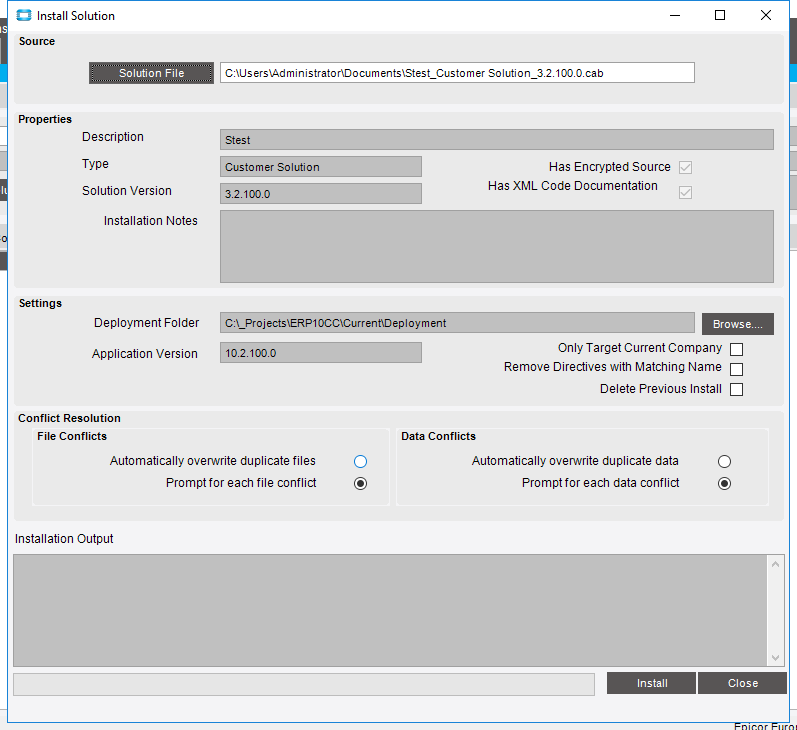 Install Solution
Source
Solution File
C:\Users\Administrator\Documents\Stest_Customer Solution_3.2.100.0.cab
Properties
Description
Stest
Type
Customer Solution
Has Encrypted Source
Solution Version
3.2.100.0
Has XML Code Documentation
Installation Notes
Settings
Deployment Folder
C:\_Projects\ERP10CC\Current\Deployment
Browse....
Application Version
10.2.100.0
Only Target Current Company
Remove Directives with Matching Name
Delete Previous Install
Conflict Resolution
File Conflicts
Automatically overwrite duplicate files
Prompt for each file conflict
Data Conflicts
Automatically overwrite duplicate data
Prompt for each data conflict
Installation Output
Install
Close